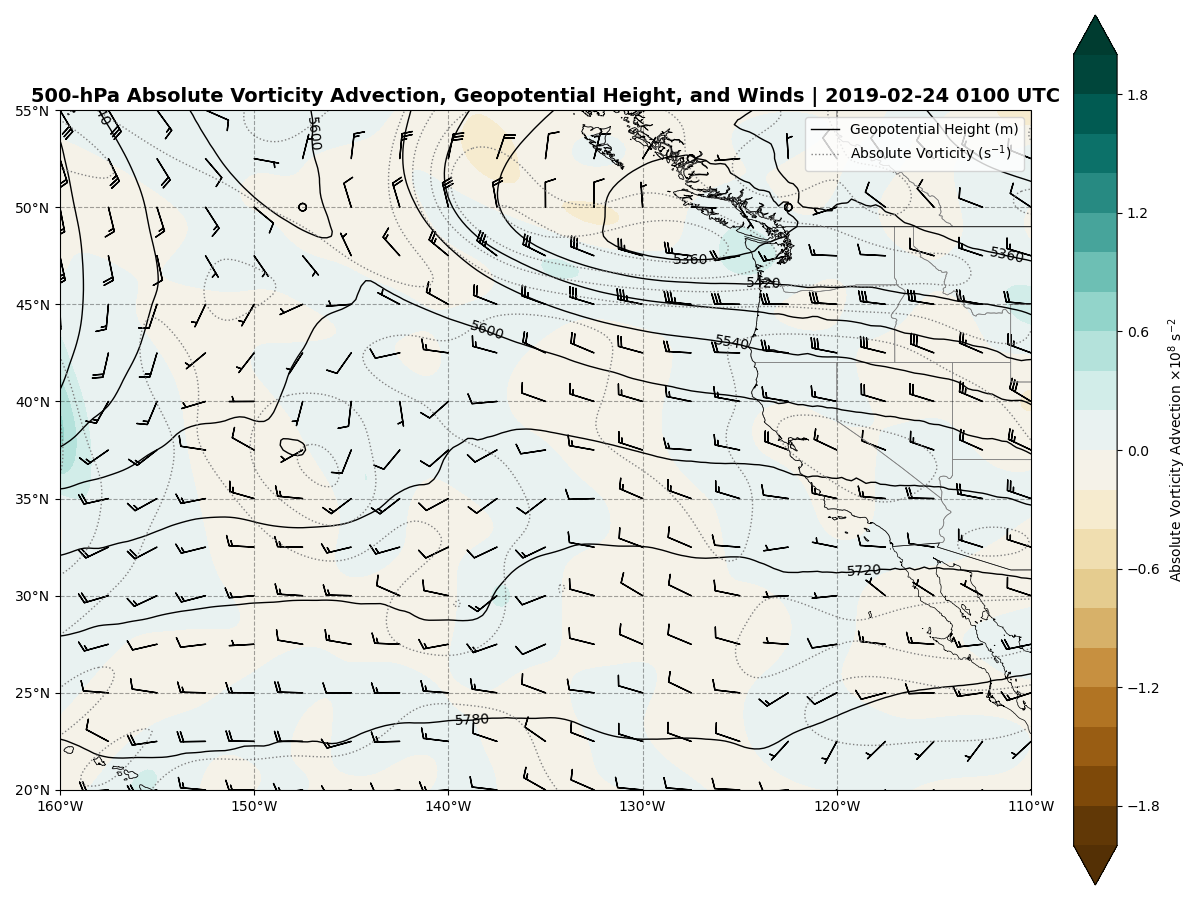 500-hPa Absolute Vorticity Advection, Geopotential Height, and Winds | 2019-02-24 0100 UTC
Geopotential Height (m)
Absolute Vorticity (s⁻¹)
55°N
50°N
45°N
40°N
35°N
30°N
25°N
20°N
160°W
150°W
140°W
130°W
120°W
110°W
5600
5360
5360
5420
5600
5540
5720
5780
1.8
1.2
0.6
0.0
−0.6
−1.2
−1.8
Absolute Vorticity Advection ×10⁸ s⁻²